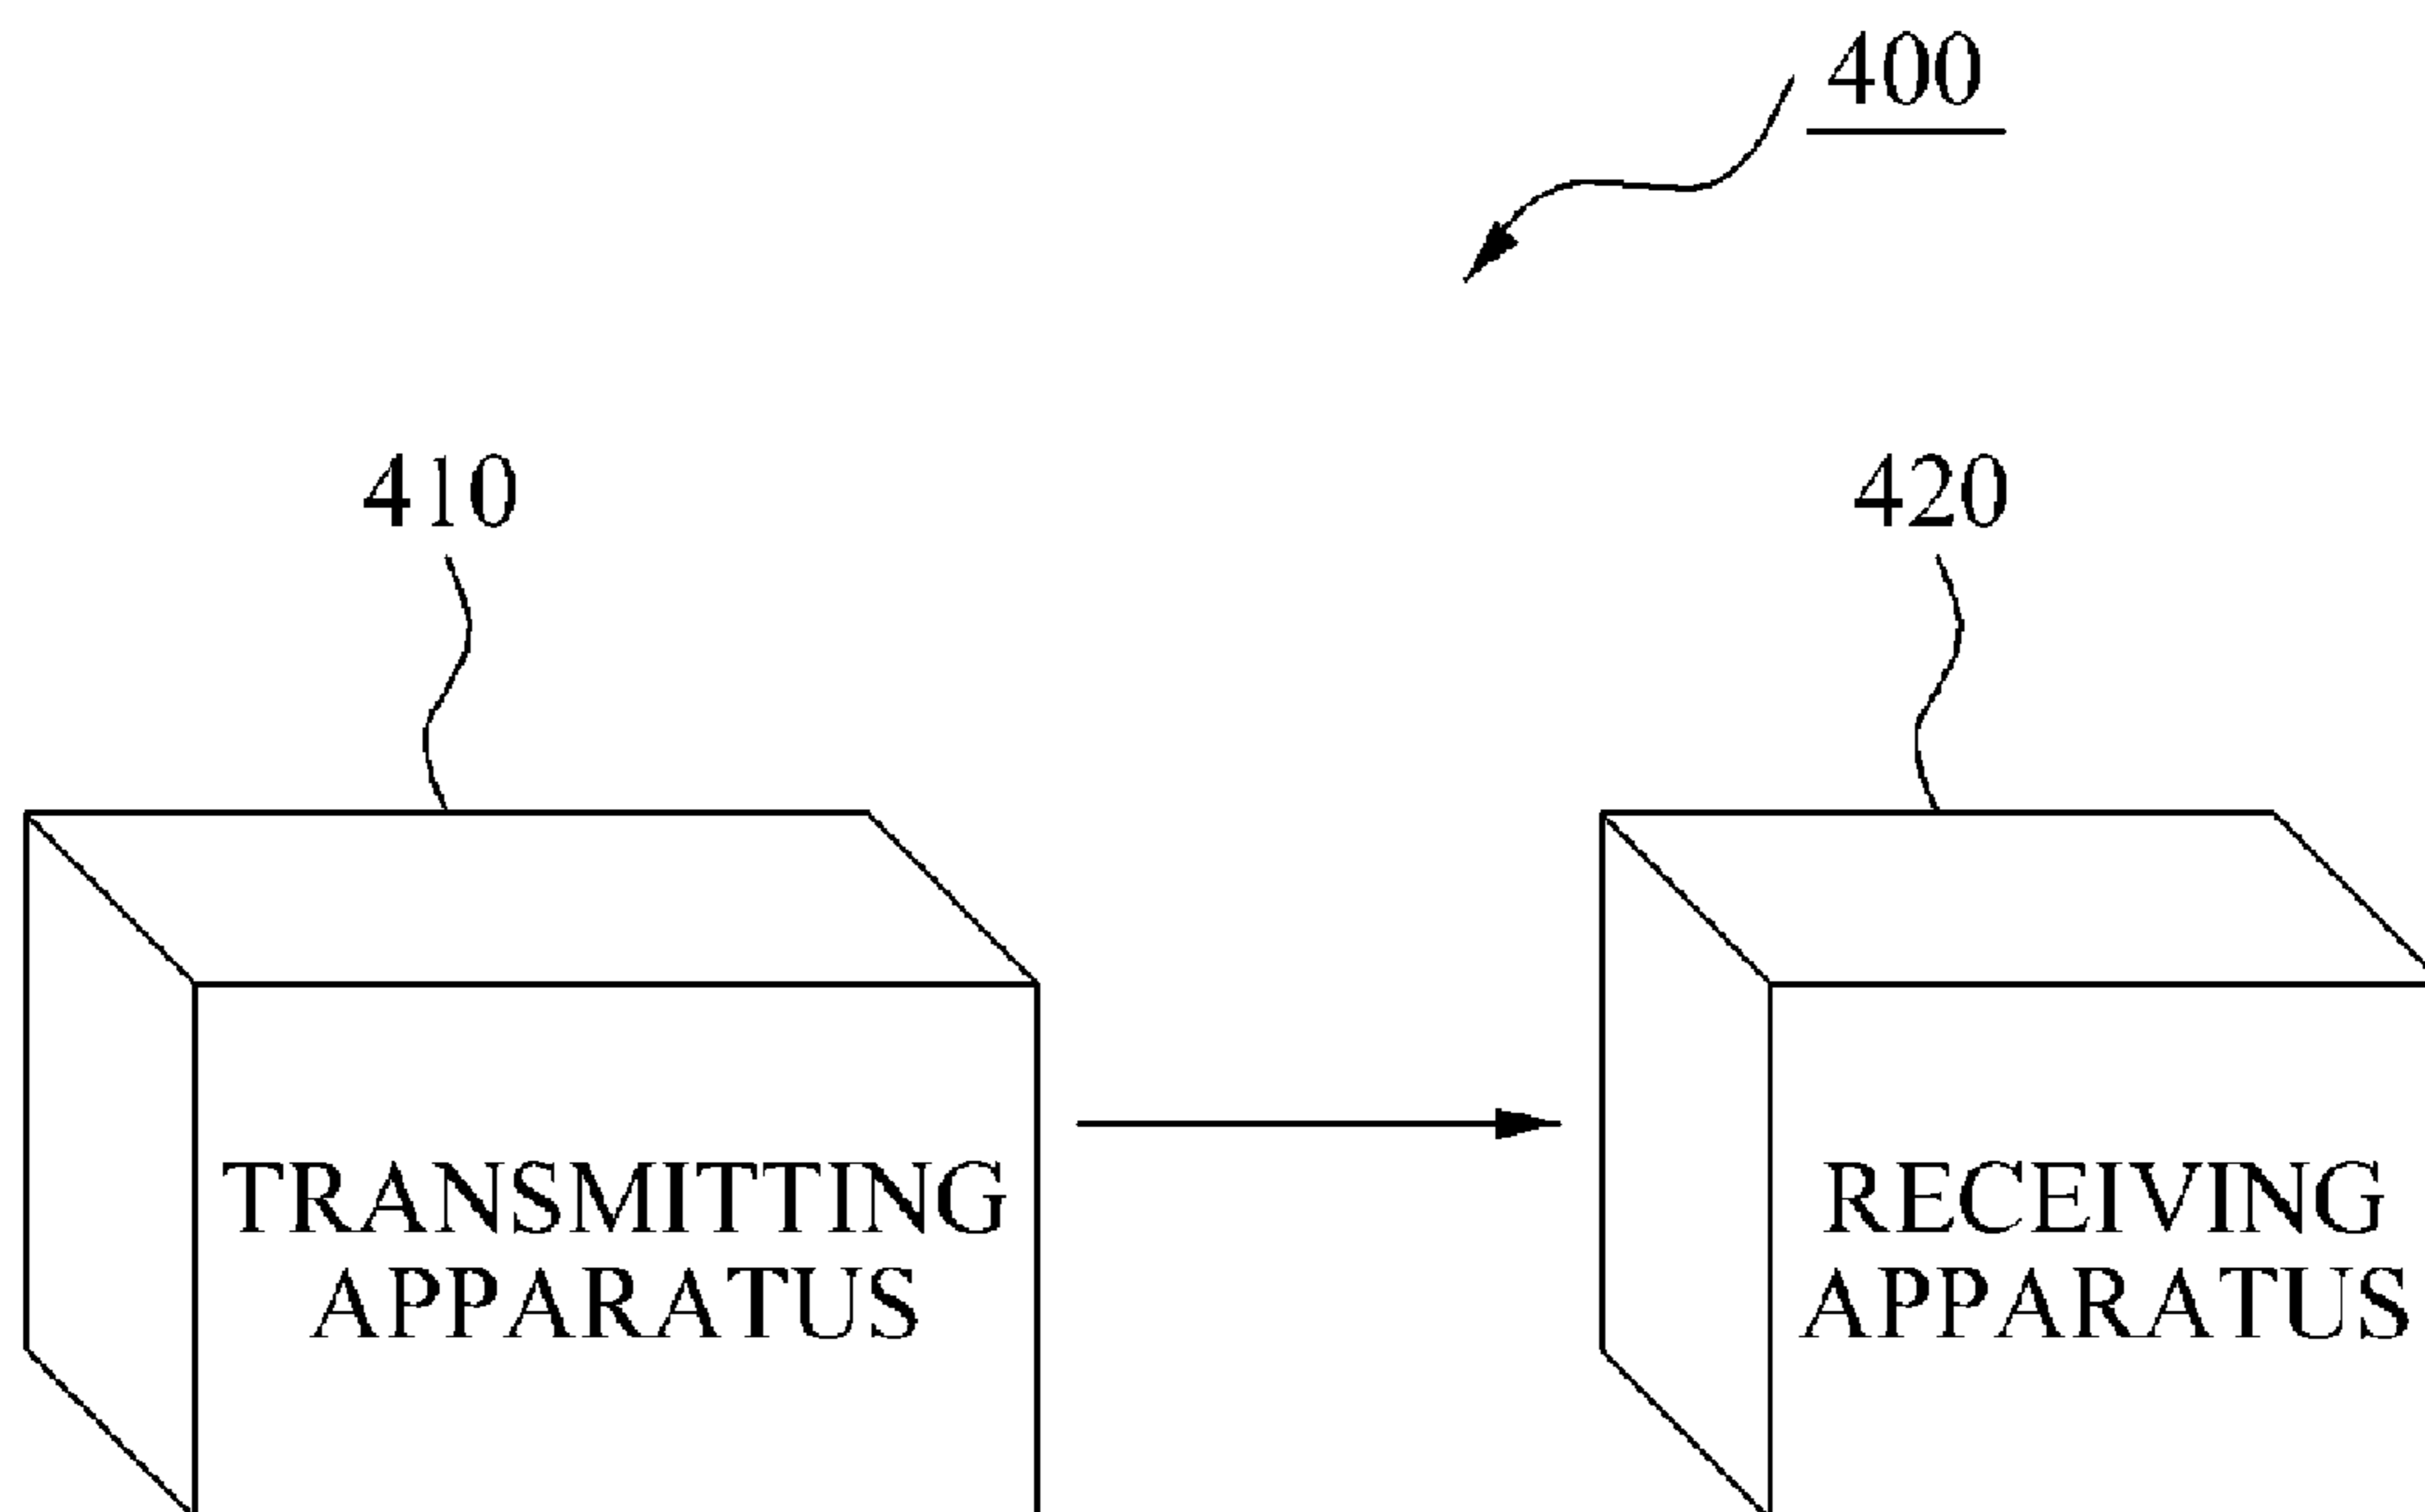 400
410
420
TRANSMITTING
APPARATUS
RECEIVING
APPARATUS